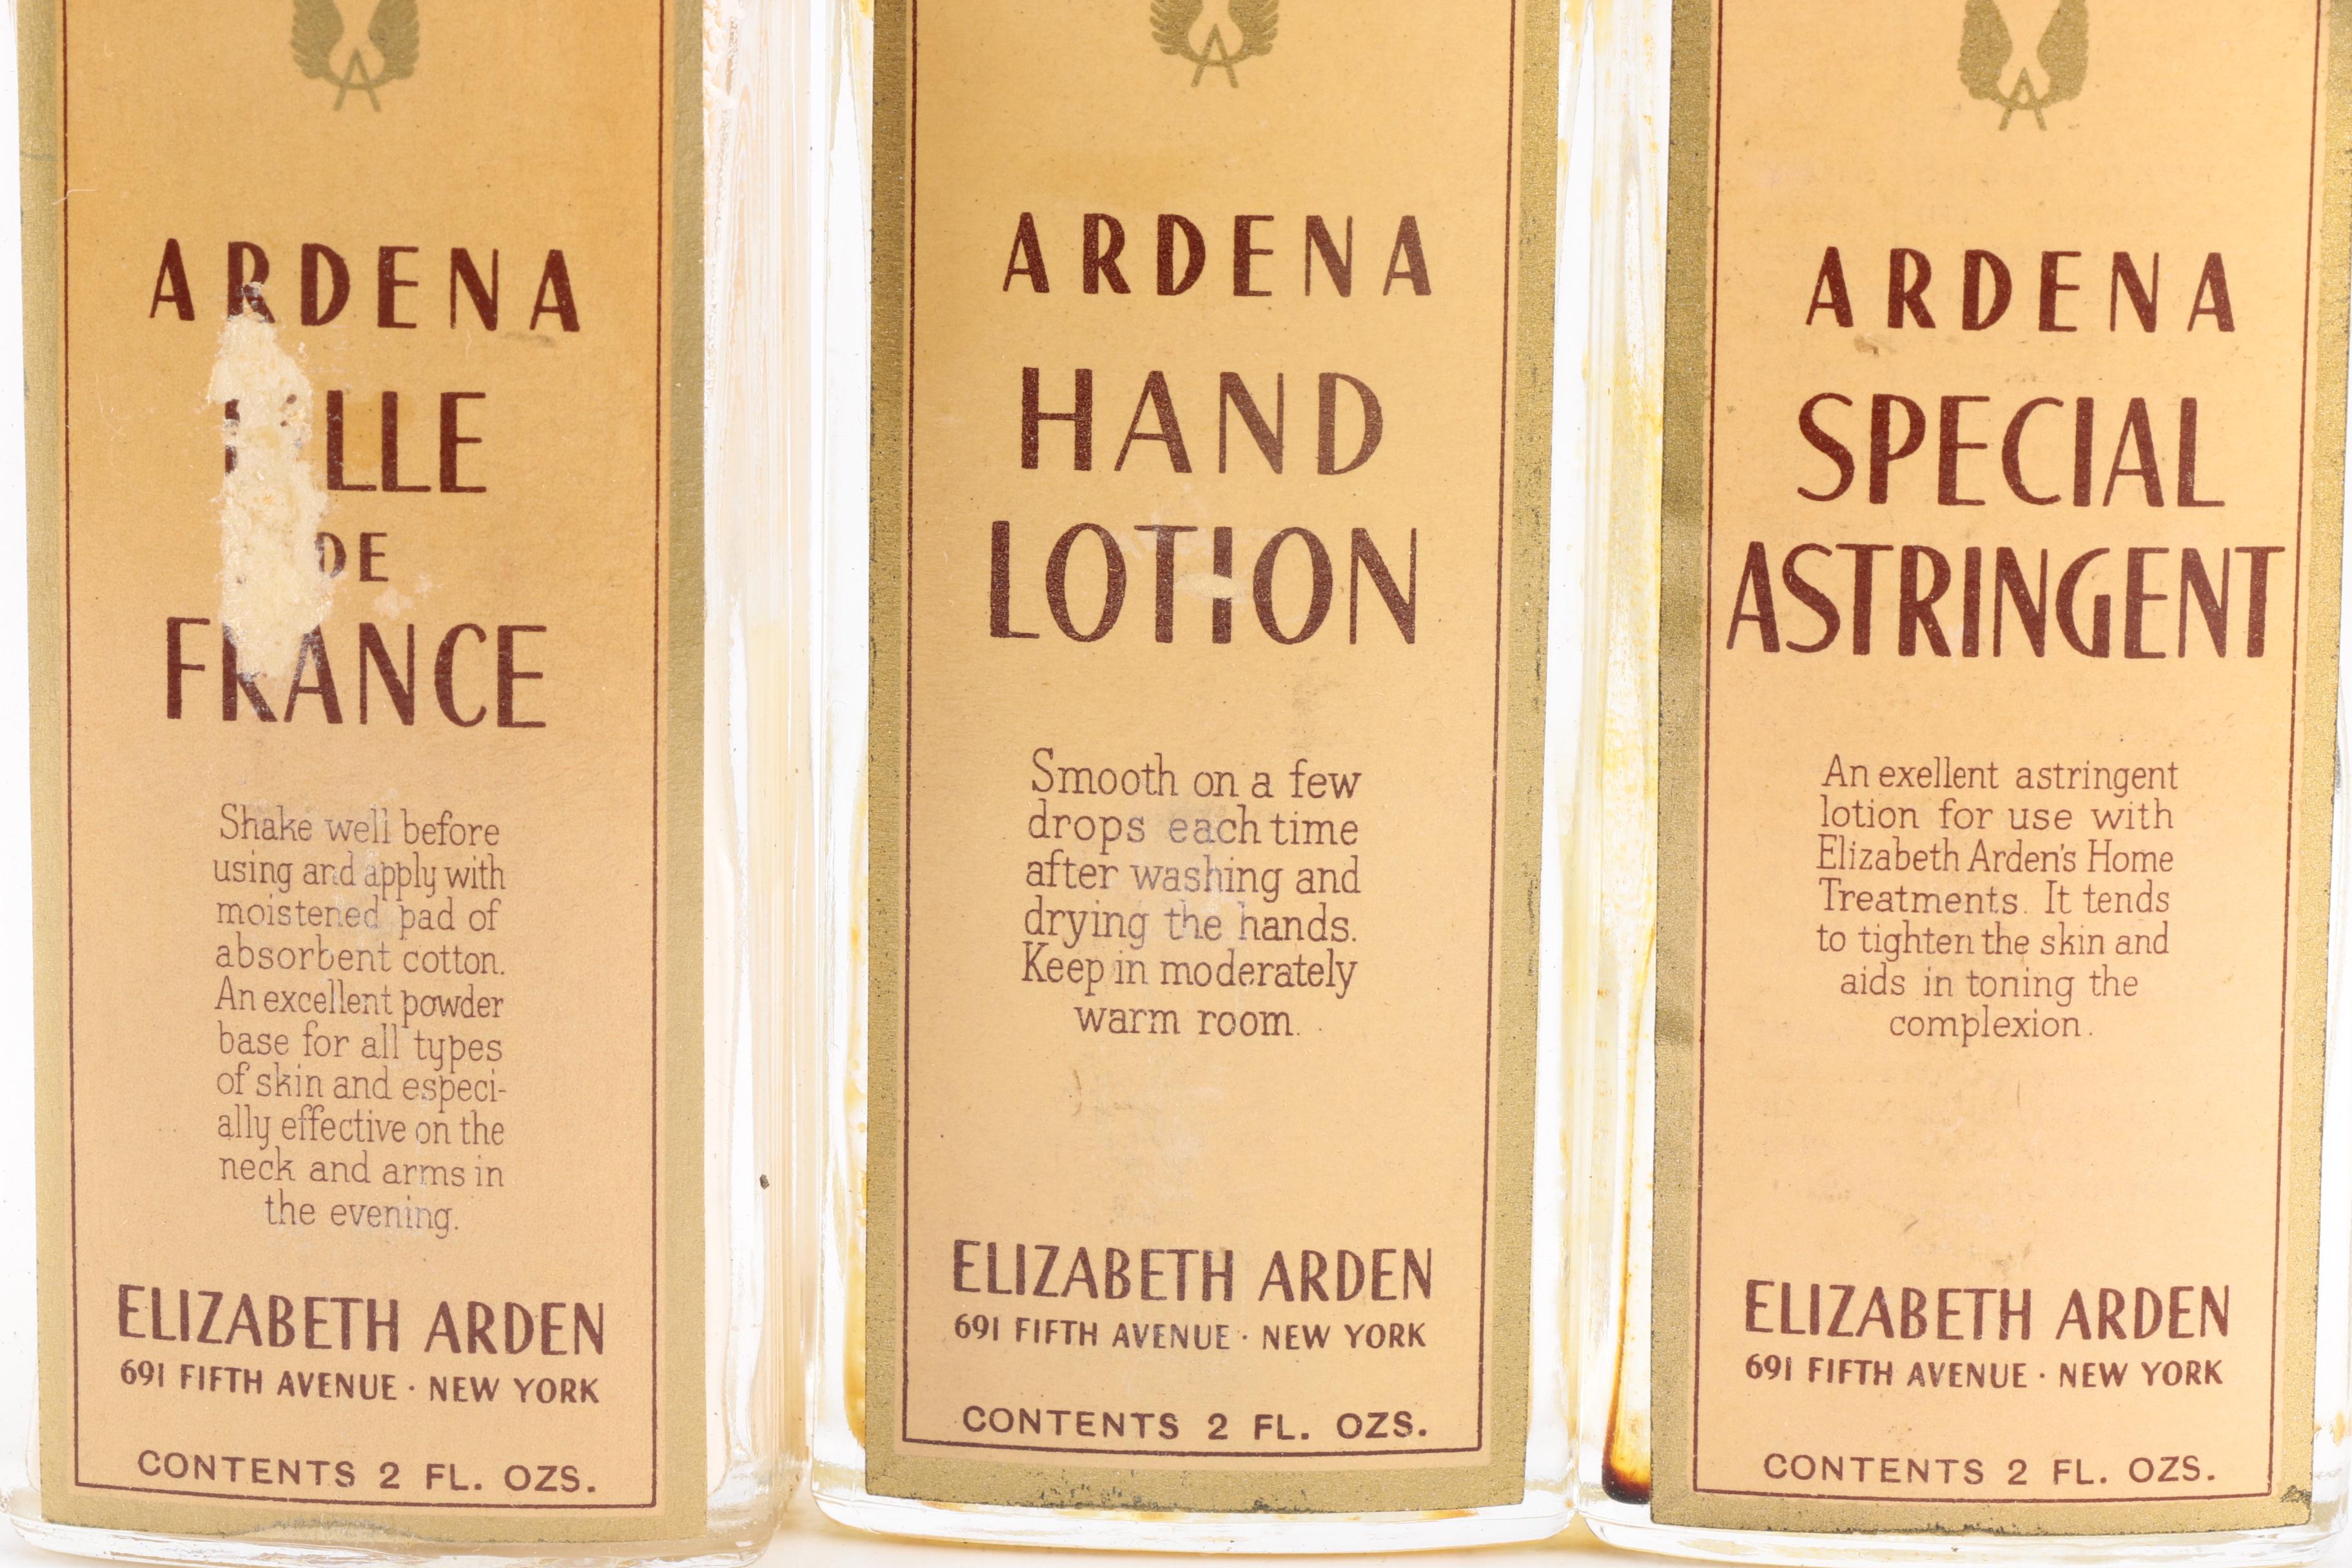 A
ARDENA
DE
FRANCE
Shake well before
using and apply with
moistened pad of
absorbent cotton.
An excellent powder
base for all types
of skin and especi-
ally effective on the
neck and arms in
the evening.
ELIZABETH ARDEN
691 FIFTH AVENUE · NEW YORK
CONTENTS 2 FL. OZS.
A
ARDENA
HAND
LOTION
Smooth on a few
drops each time
after washing and
drying the hands.
Keep in moderately
warm room.
ELIZABETH ARDEN
691 FIFTH AVENUE · NEW YORK
CONTENTS 2 FL. OZS.
A
ARDENA
SPECIAL
ASTRINGENT
An exellent astringent
lotion for use with
Elizabeth Arden's Home
Treatments. It tends
to tighten the skin and
aids in toning the
complexion.
ELIZABETH ARDEN
691 FIFTH AVENUE · NEW YORK
CONTENTS 2 FL. OZS.